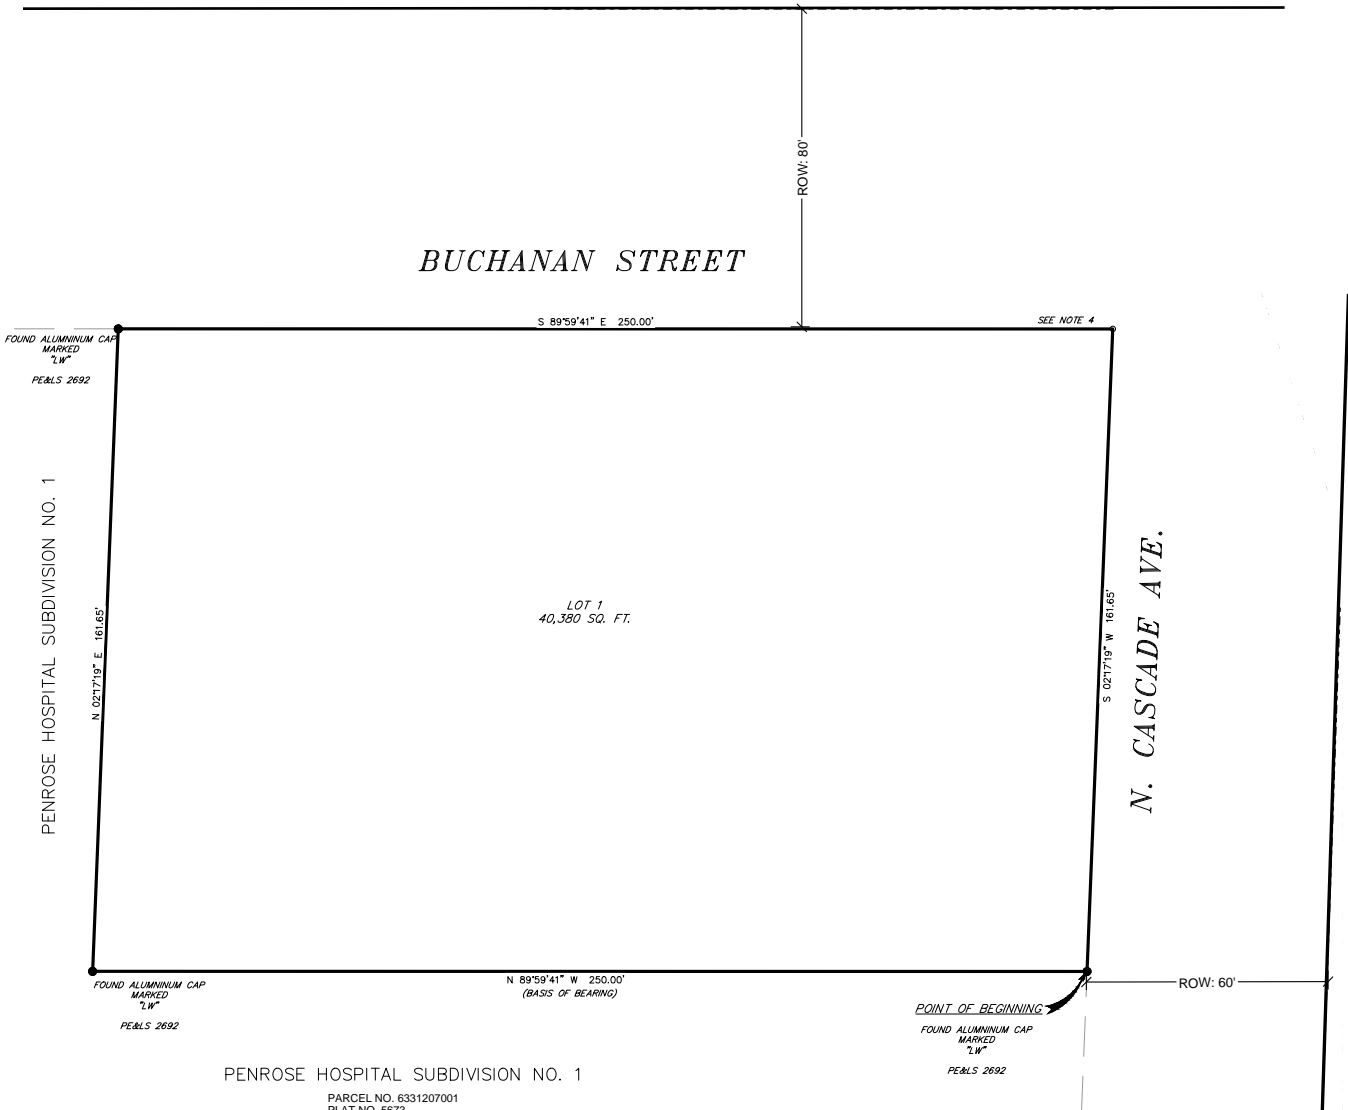 ROW: 80'
BUCHANAN STREET
S 89°59'41" E 250.00'
SEE NOTE 4
FOUND ALUMNINUM CAP
MARKED
"LW"
PE&LS 2692
PENROSE HOSPITAL SUBDIVISION NO. 1
N 02°17'19" E 161.65'
LOT 1
40,380 SQ. FT.
S 02°17'19" W 161.65'
N. CASCADE AVE.
N 89°59'41" W 250.00'
(BASIS OF BEARING)
FOUND ALUMNINUM CAP
MARKED
"LW"
PE&LS 2692
POINT OF BEGINNING
FOUND ALUMNINUM CAP
MARKED
"LW"
PE&LS 2692
ROW: 60'
PENROSE HOSPITAL SUBDIVISION NO. 1
PARCEL NO. 6331207001
PLAT NO. 5673